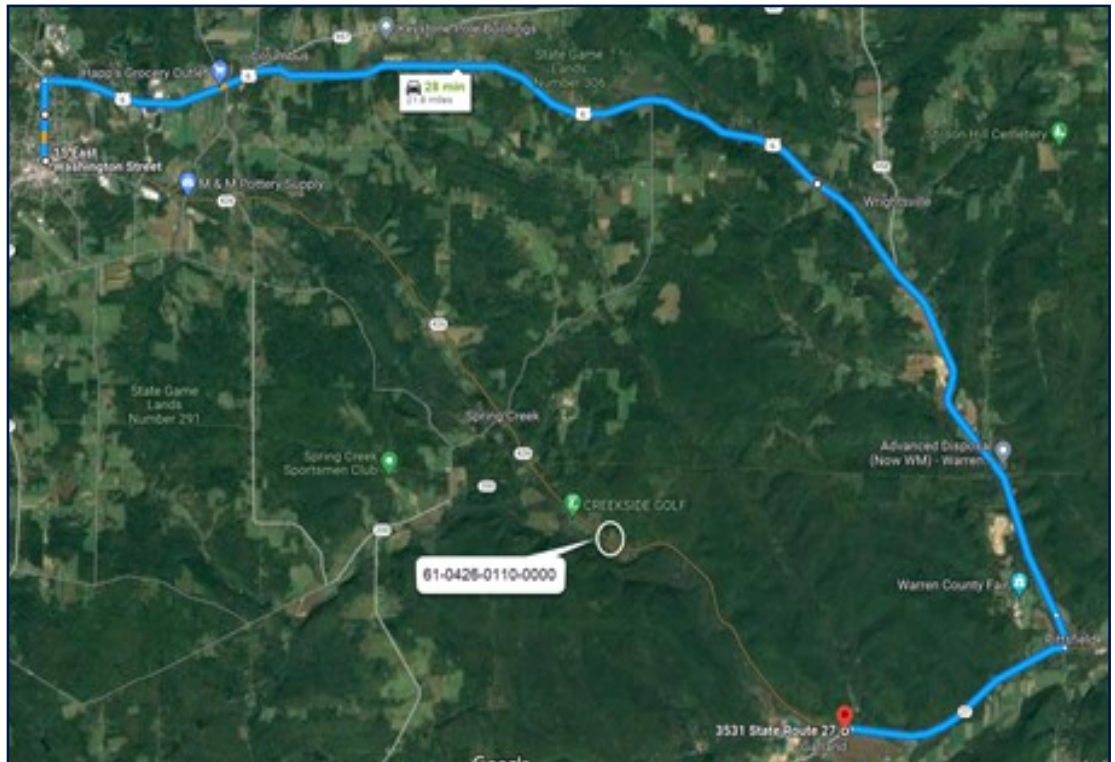 Keystone Pole Buildings
Columbus
State Game
Lands
Number 306
Happ's Grocery Outlet
6
28 min
21.8 miles
6
6
Stilson Hill Cemetery
15 East
Washington Street
M & M Pottery Supply
426
Wrightsville
426
State Game
Lands
Number 291
Spring Creek
Spring Creek
Sportsmen Club
426
Advanced Disposal
(Now WM) - Warren
CREEKSIDE GOLF
61-0426-0110-0000
Warren County Fair
Pittsfield
3531 State Route 27
Garland
Google